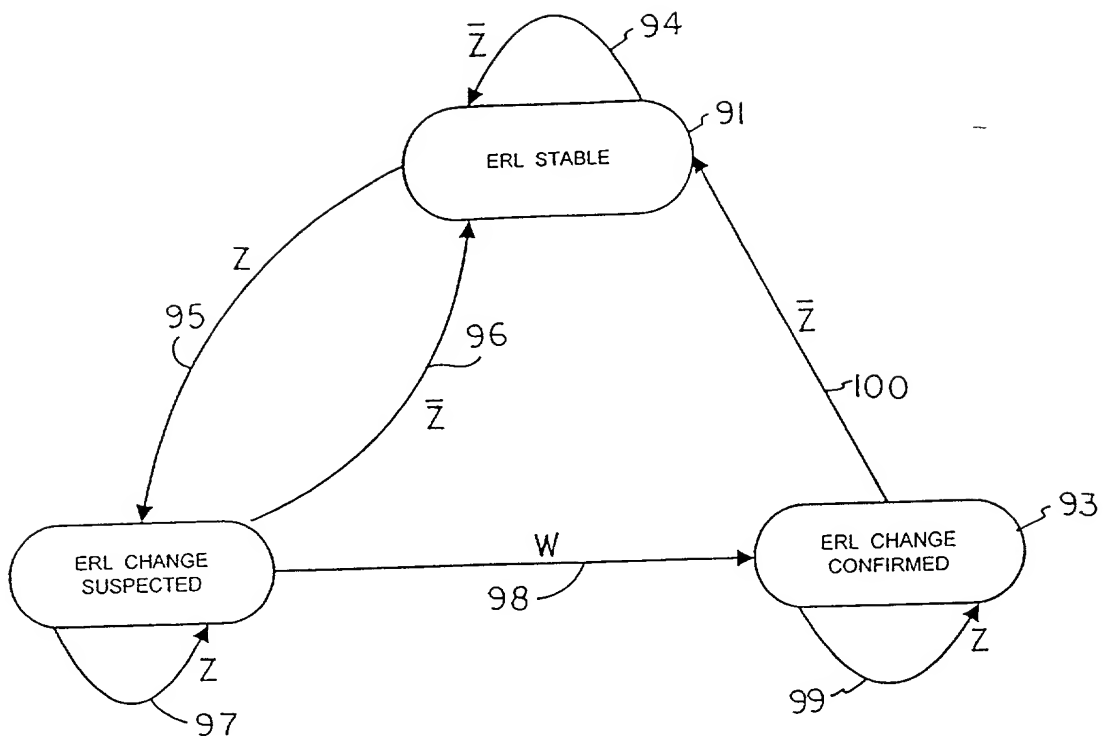 Z̅
94
91
ERL STABLE
Z
95
96
Z̅
Z̅
100
93
ERL CHANGE
SUSPECTED
W
98
ERL CHANGE
CONFIRMED
Z
97
Z
99